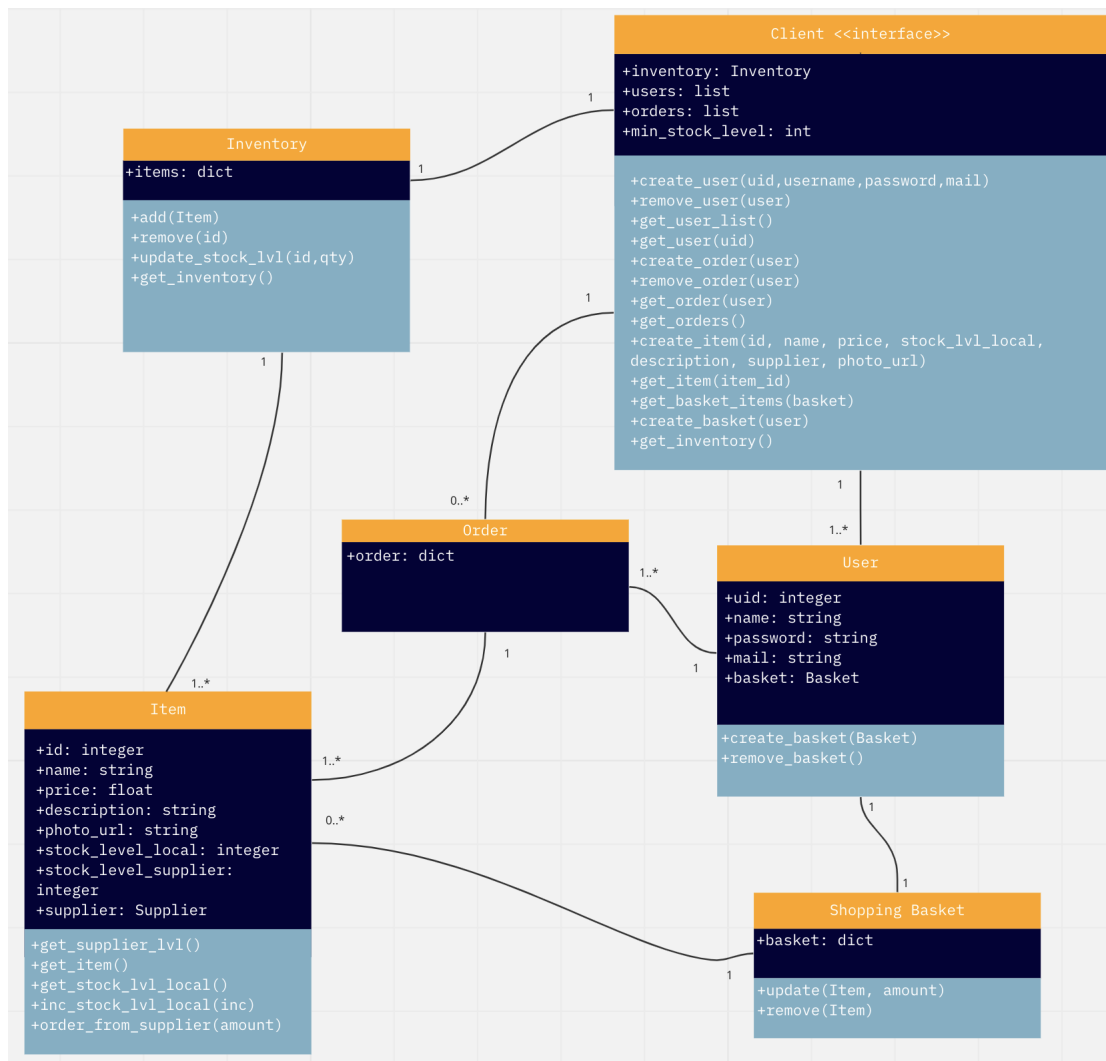 Client <<interface>>
+inventory: Inventory
+users: list
+orders: list
+min_stock_level: int
+create_user(uid,username,password,mail)
+remove_user(user)
+get_user_list()
+get_user(uid)
+create_order(user)
+remove_order(user)
+get_order(user)
+get_orders()
+create_item(id, name, price, stock_lvl_local,
description, supplier, photo_url)
+get_item(item_id)
+get_basket_items(basket)
+create_basket(user)
+get_inventory()
1
1
Inventory
+items: dict
+add(Item)
+remove(id)
+update_stock_lvl(id,qty)
+get_inventory()
1
1
0..*
1
1..*
Order
+order: dict
1..*
1
1
User
+uid: integer
+name: string
+password: string
+mail: string
+basket: Basket
+create_basket(Basket)
+remove_basket()
1..*
Item
+id: integer
+name: string
+price: float
+description: string
+photo_url: string
+stock_level_local: integer
+stock_level_supplier:
integer
+supplier: Supplier
+get_supplier_lvl()
+get_item()
+get_stock_lvl_local()
+inc_stock_lvl_local(inc)
+order_from_supplier(amount)
1..*
0..*
1
1
Shopping Basket
+basket: dict
+update(Item, amount)
+remove(Item)
1